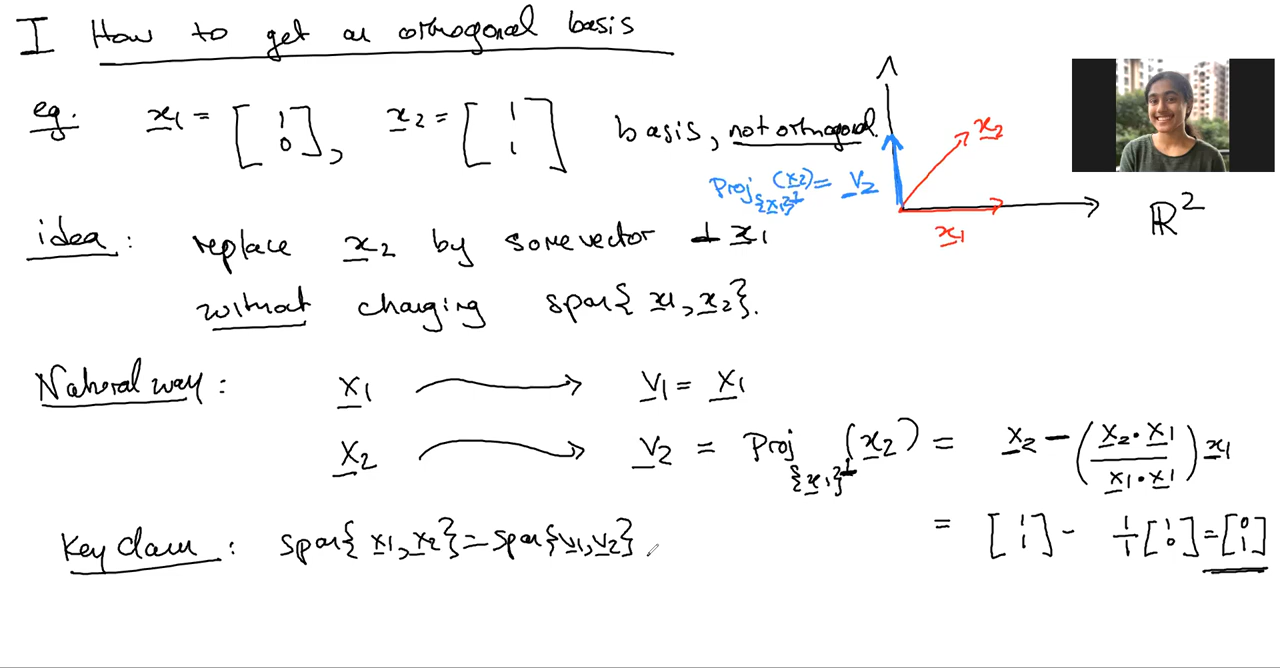 I How to get an orthogonal basis
eg. x1 = [1 0], x2 = [1 1] basis, not orthogonal.
x2
Proj{x1}⊥ (x2) = v2
x1
ℝ2
idea: replace x2 by some vector ⊥ x1
without changing span{x1, x2}.
Natural way: x1 → v1 = x1
x2 → v2 = Proj{x1}⊥ (x2) = x2 - (x2·x1 / x1·x1) x1
= [1 1] - 1/1 [1 0] = [0 1]
Key claim: span{x1, x2} = span{v1, v2}